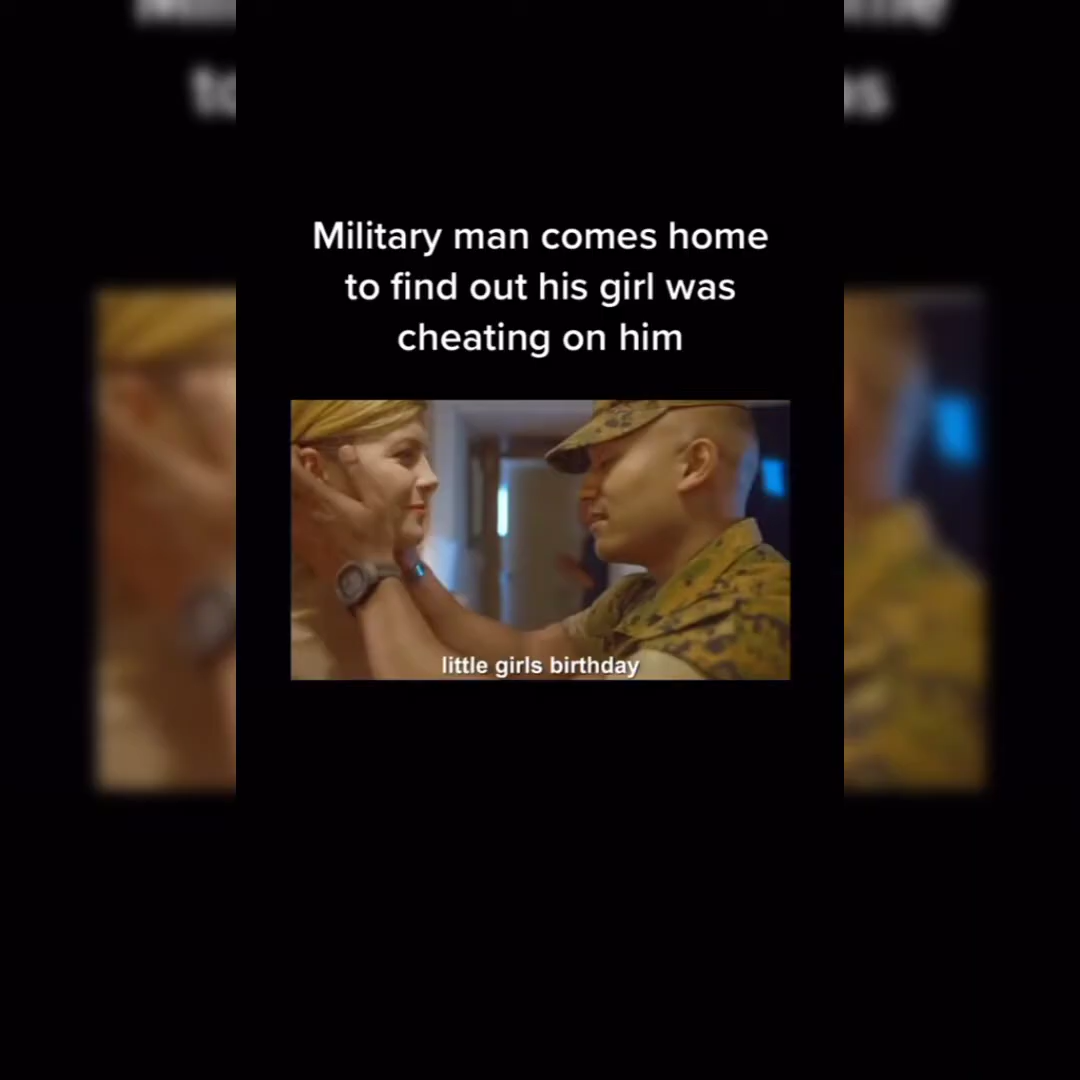 Military man comes home
to find out his girl was
cheating on him
little girls birthday